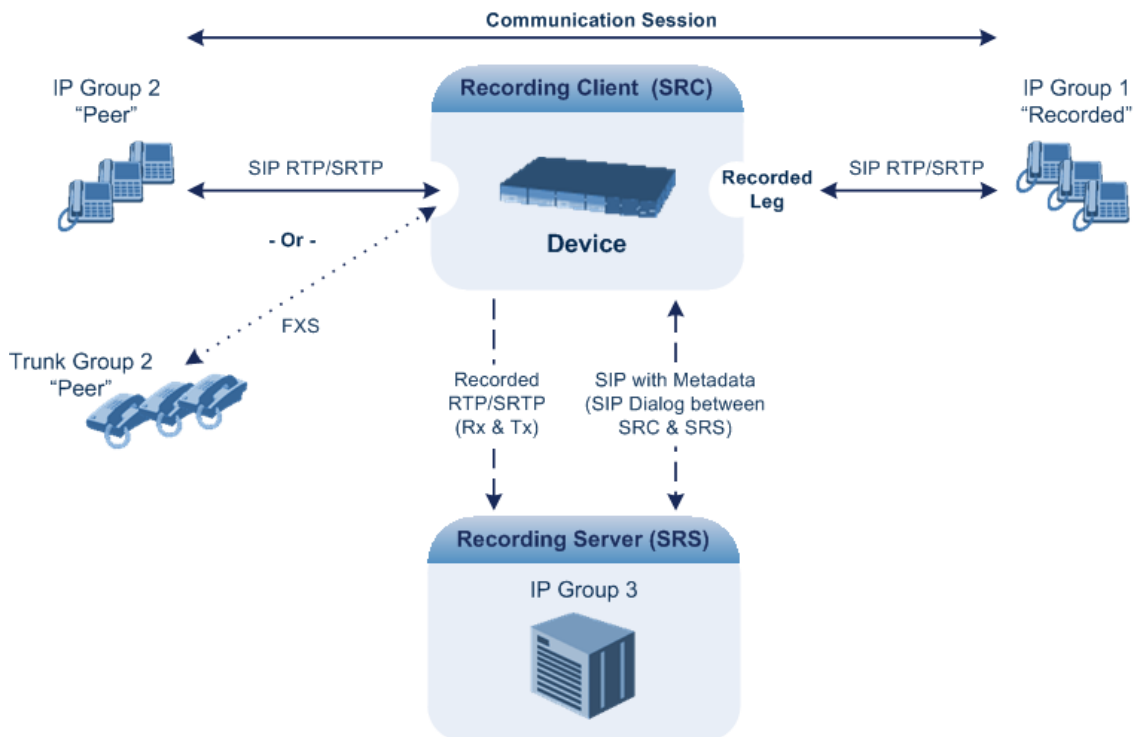 Communication Session
IP Group 2
“Peer”
Recording Client (SRC)
IP Group 1
“Recorded”
SIP RTP/SRTP
Recorded
Leg
SIP RTP/SRTP
- Or -
Device
FXS
Trunk Group 2
“Peer”
Recorded
RTP/SRTP
(Rx & Tx)
SIP with Metadata
(SIP Dialog between
SRC & SRS)
Recording Server (SRS)
IP Group 3